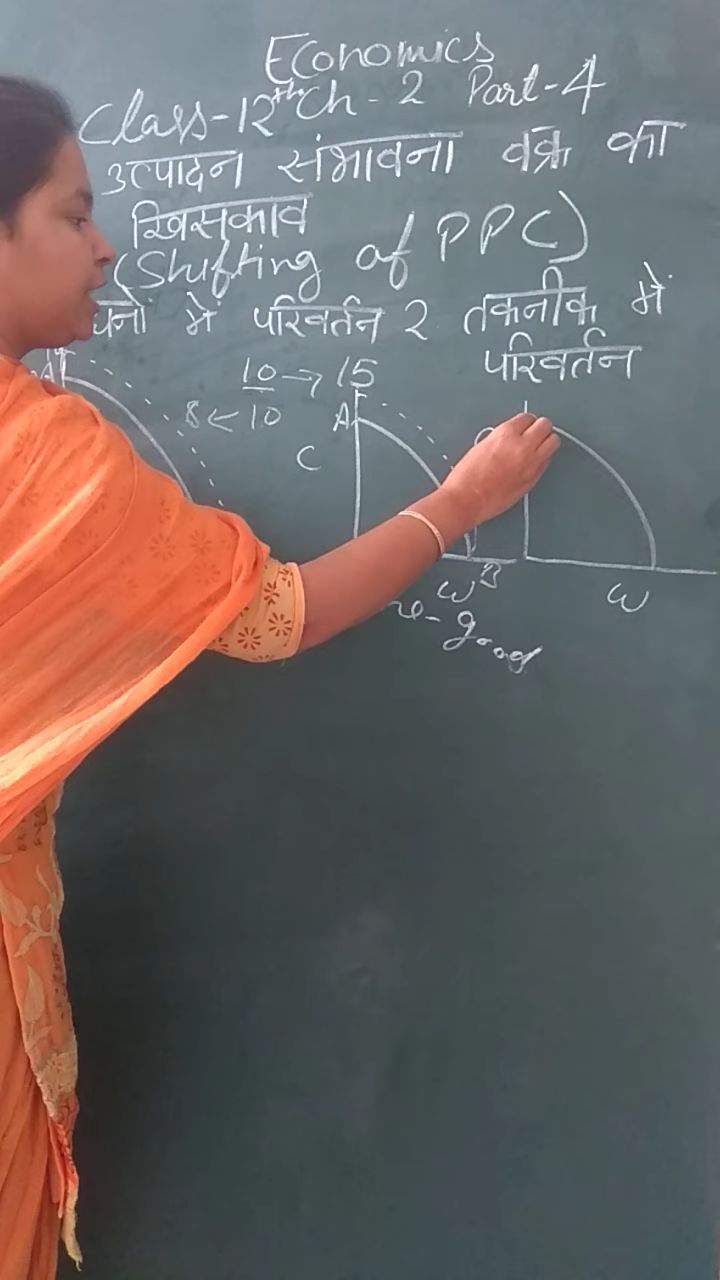 Economics
Class-12th Ch-2 Part-4
उत्पादन संभावना वक्र का
खिसकाव
(Shifting of PPC)
में परिवर्तन 2 तकनीक में
परिवर्तन
10→15
8←10
A
A
C
B
W
W
good